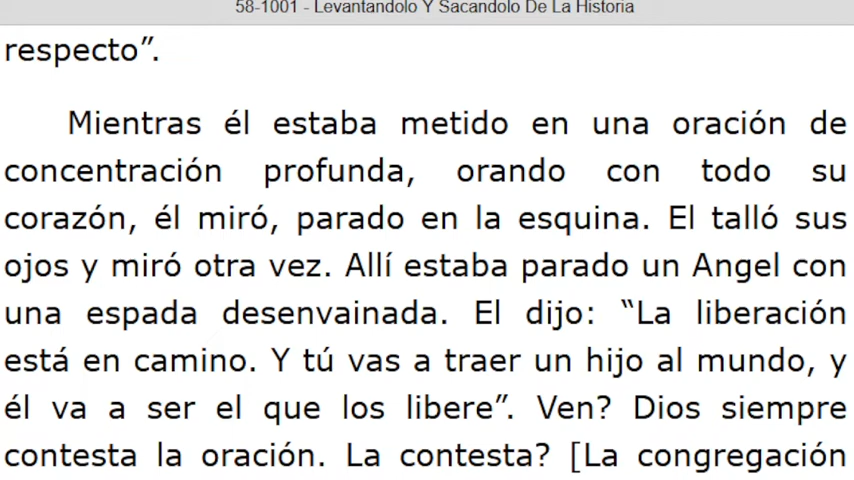 58-1001 - Levantandolo Y Sacandolo De La Historia
respecto”.
Mientras él estaba metido en una oración de
concentración profunda, orando con todo su
corazón, él miró, parado en la esquina. El talló sus
ojos y miró otra vez. Allí estaba parado un Angel con
una espada desenvainada. El dijo: “La liberación
está en camino. Y tú vas a traer un hijo al mundo, y
él va a ser el que los libere”. Ven? Dios siempre
contesta la oración. La contesta? [La congregación